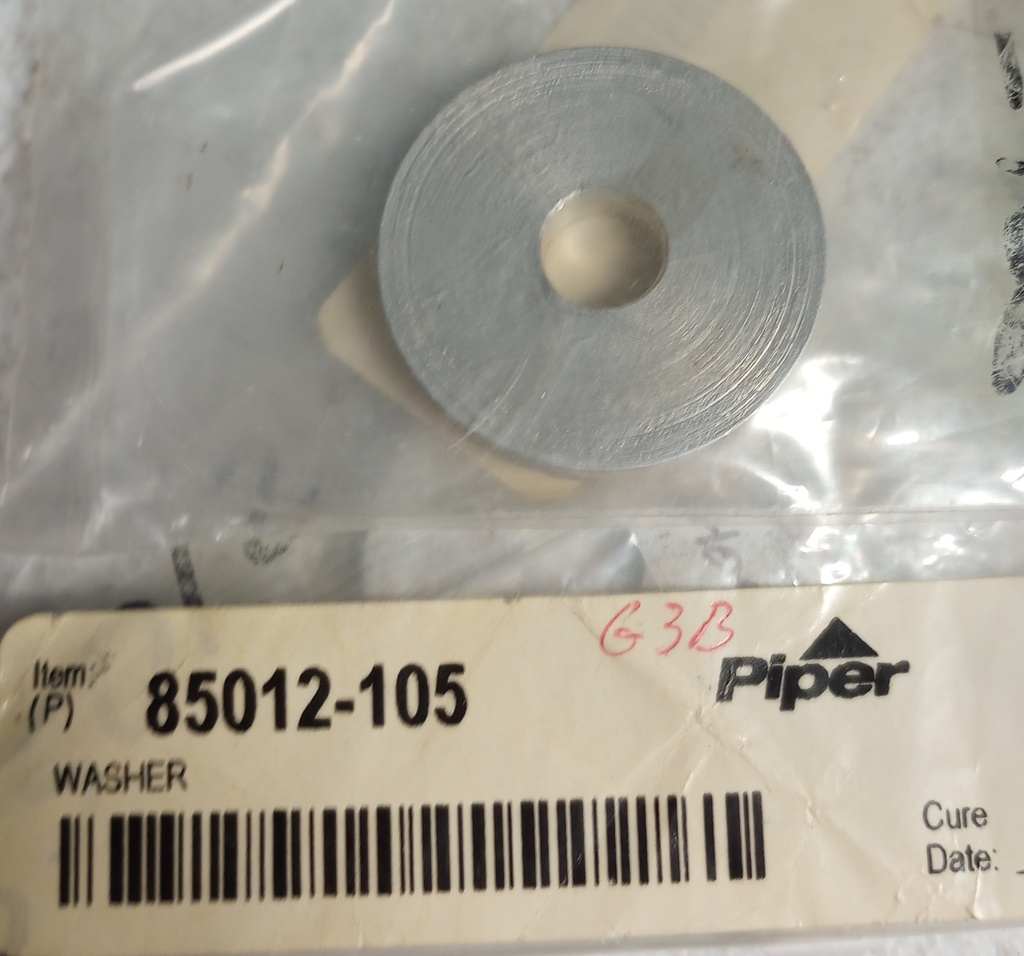 G3B
Piper
Item
(P)
85012-105
WASHER
Cure
Date: